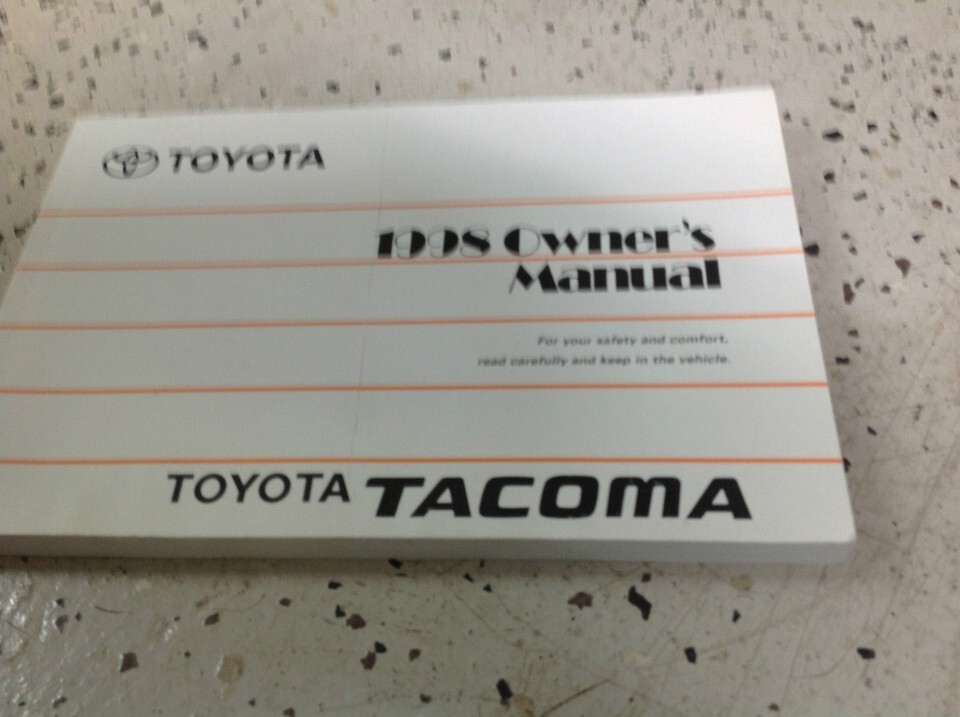 TOYOTA
1998 Owner's
Manual
For your safety and comfort,
read carefully and keep in the vehicle.
TOYOTA TACOMA